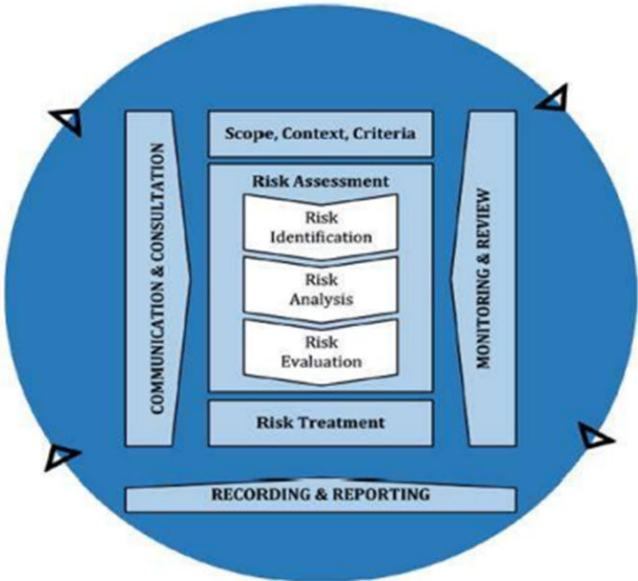 Scope, Context, Criteria
COMMUNICATION & CONSULTATION
Risk Assessment
Risk
Identification
Risk
Analysis
Risk
Evaluation
MONITORING & REVIEW
Risk Treatment
RECORDING & REPORTING